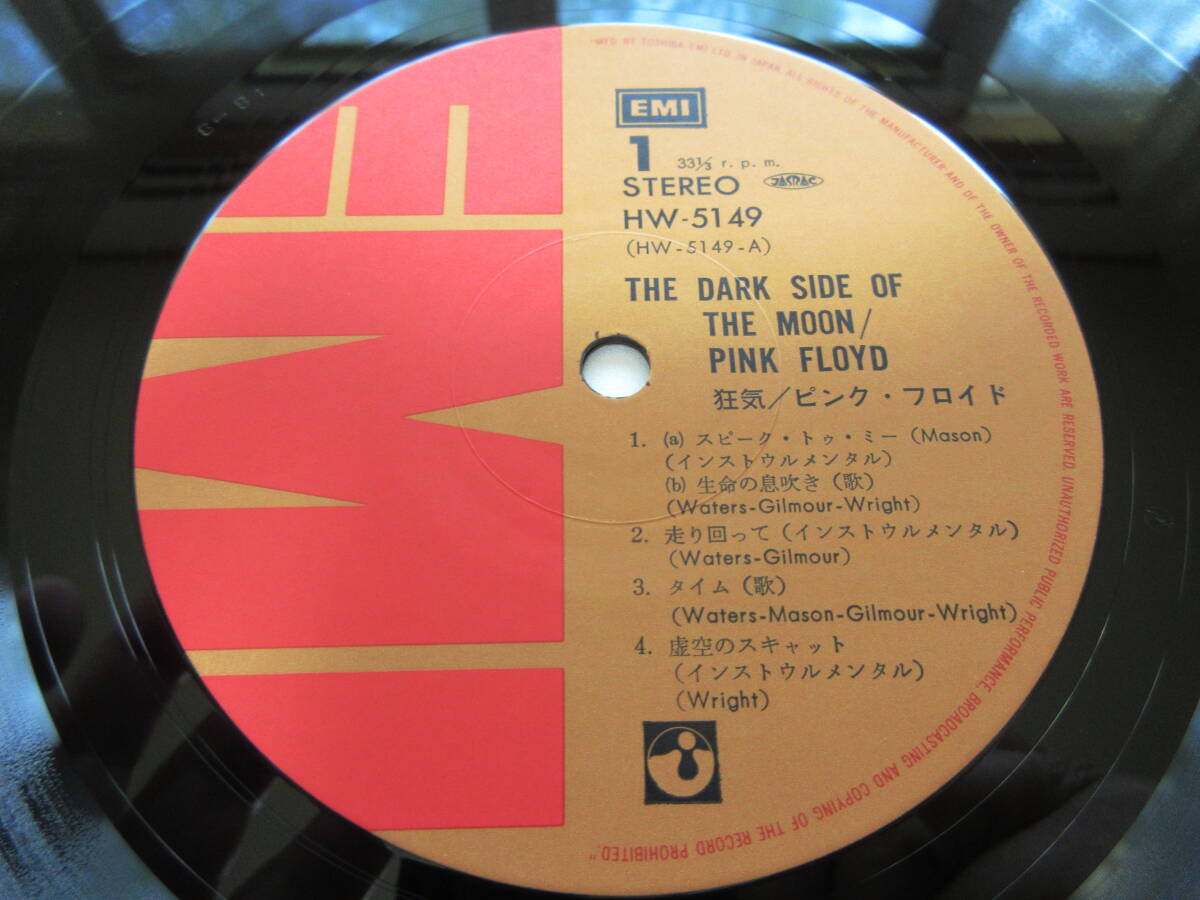 "MFD BY TOSHIBA EMI LTD. IN JAPAN. ALL RIGHTS OF THE MANUFACTURER AND OF THE OWNER OF THE RECORDED WORK ARE RESERVED. UNAUTHORIZED PUBLIC PERFORMANCE, BROADCASTING AND COPYING OF THE RECORD PROHIBITED."
EMI
1 33⅓ r. p. m.
STEREO JASRAC
HW-5149
(HW-5149-A)
THE DARK SIDE OF
THE MOON/
PINK FLOYD
狂気/ピンク・フロイド
1. (a) スピーク・トゥ・ミー (Mason)
(インストウルメンタル)
(b) 生命の息吹き (歌)
(Waters-Gilmour-Wright)
2. 走り回って (インストウルメンタル)
(Waters-Gilmour)
3. タイム (歌)
(Waters-Mason-Gilmour-Wright)
4. 虚空のスキャット
(インストウルメンタル)
(Wright)